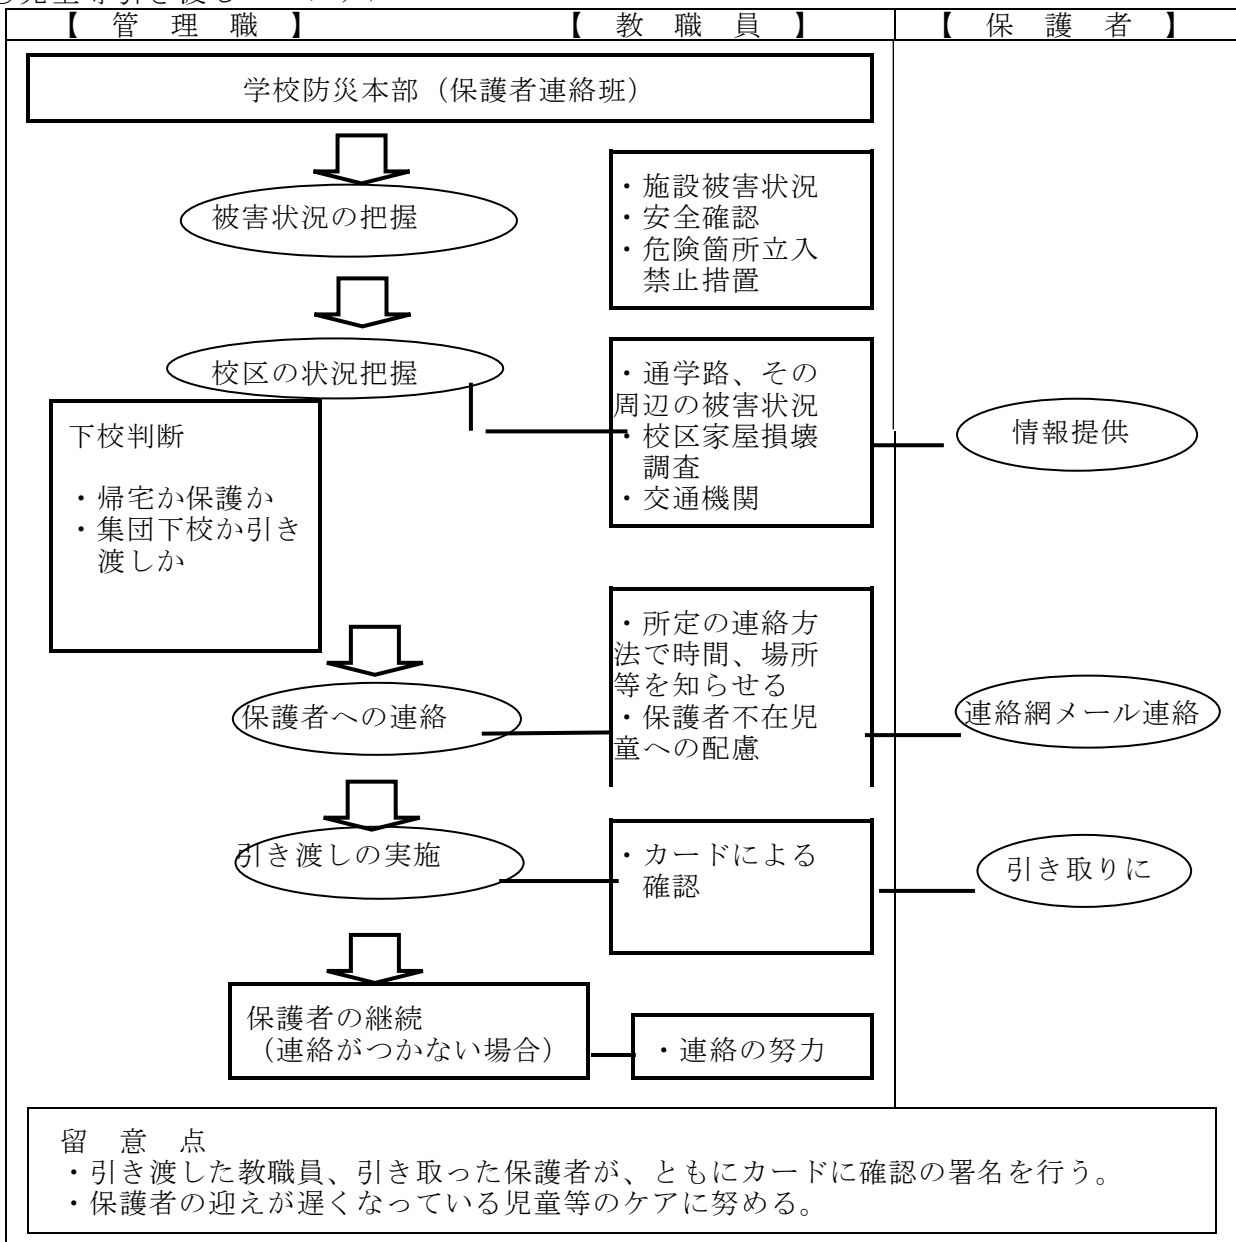 児童等引き渡し
【 管 理 職 】 【 教 職 員 】 【 保 護 者 】
学校防災本部(保護者連絡班)
被害状況の把握
・施設被害状況
・安全確認
・危険箇所立入
禁止措置
校区の状況把握
・通学路、その
周辺の被害状況
・校区家屋損壊
調査
・交通機関
情報提供
下校判断
・帰宅か保護か
・集団下校か引き
渡しか
保護者への連絡
・所定の連絡方
法で時間、場所
等を知らせる
・保護者不在児
童への配慮
連絡網メール連絡
引き渡しの実施
・カードによる
確認
引き取りに
保護者の継続
(連絡がつかない場合)
・連絡の努力
留 意 点
・引き渡した教職員、引き取った保護者が、ともにカードに確認の署名を行う。
・保護者の迎えが遅くなっている児童等のケアに努める。